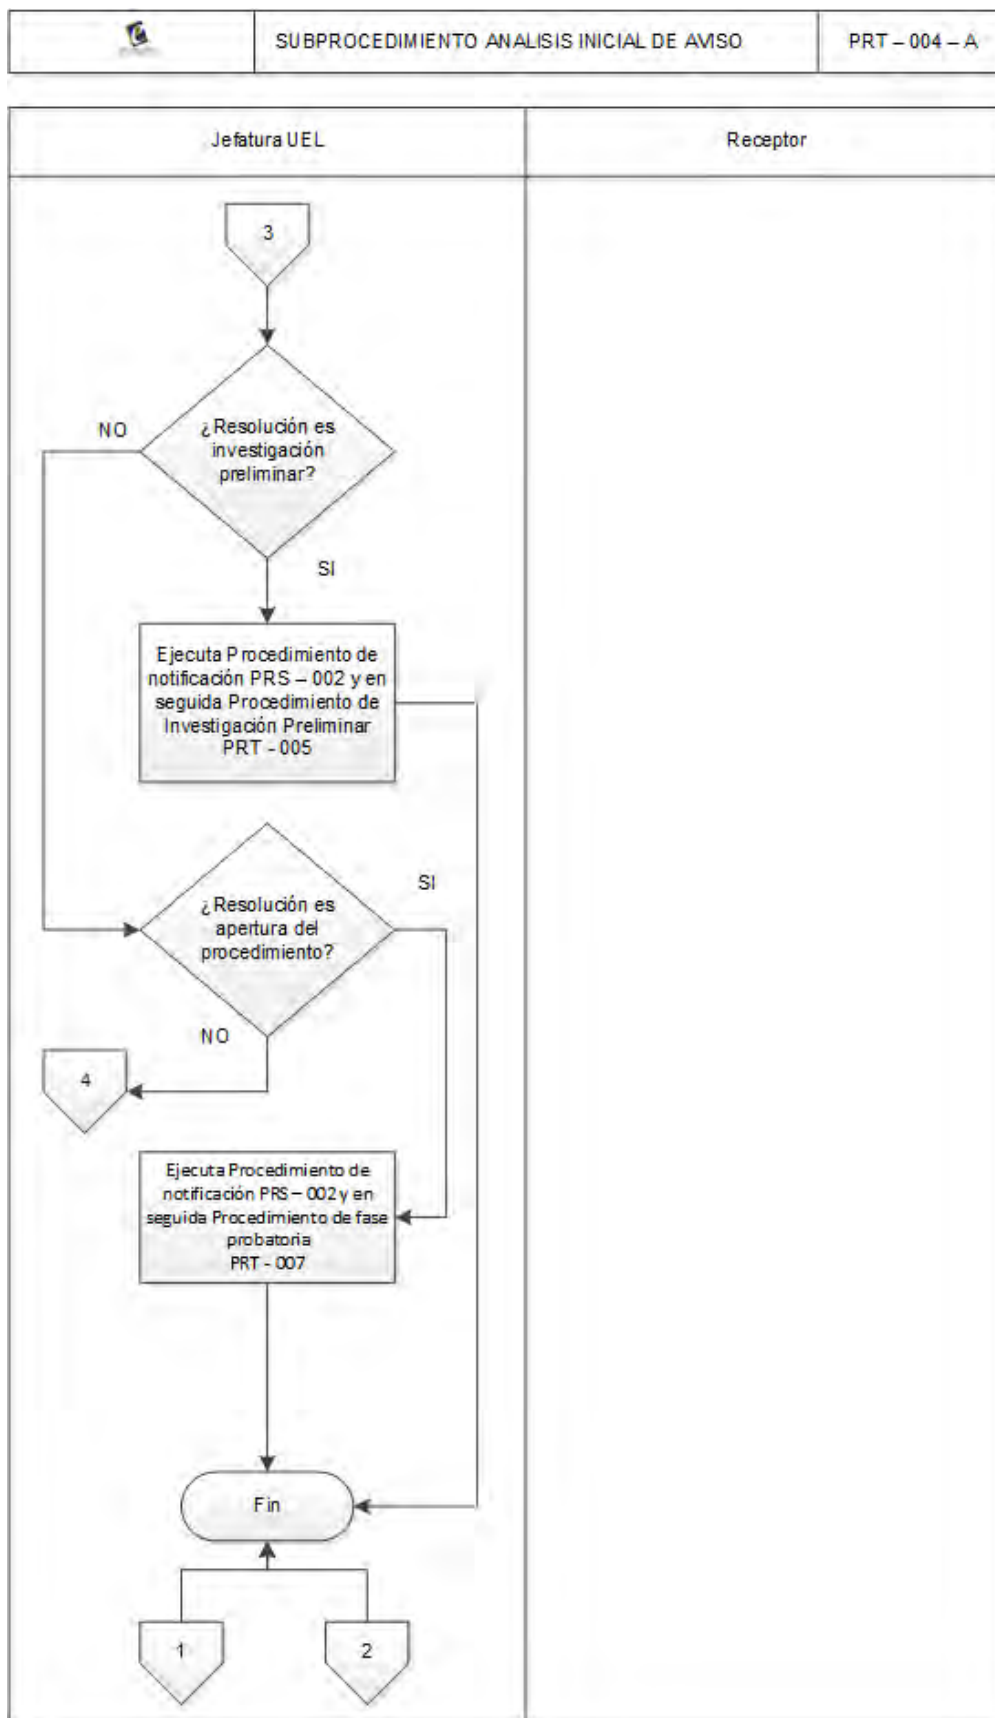 SUBPROCEDIMIENTO ANALISIS INICIAL DE AVISO
PRT – 004 – A
Jefatura UEL
Receptor
3
¿Resolución es
investigación
preliminar?
NO
SI
Ejecuta Procedimiento de
notificación PRS – 002 y en
seguida Procedimiento de
Investigación Preliminar
PRT - 005
¿Resolución es
apertura del
procedimiento?
SI
NO
4
Ejecuta Procedimiento de
notificación PRS – 002 y en
seguida Procedimiento de fase
probatoria
PRT - 007
Fin
1
2